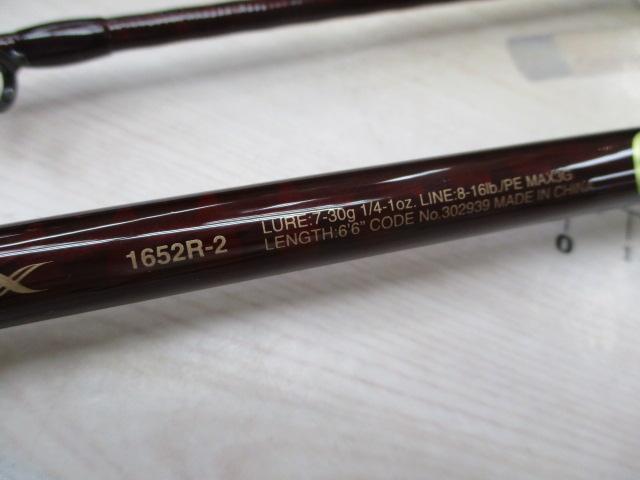 1652R-2
LURE:7-30g 1/4-1oz. LINE:8-16lb./PE MAX3G
LENGTH:6'6" CODE No.302939 MADE IN CHINA